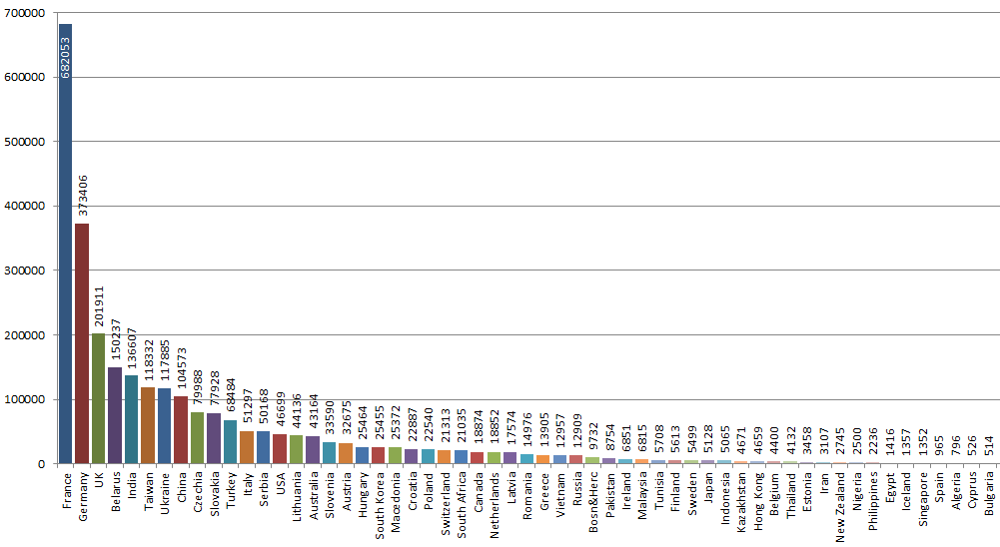 700000
600000
500000
400000
300000
200000
100000
0
682053
373406
201911
150237
136607
118332
117885
104573
79988
77928
68484
51297
50168
46699
44136
43164
33590
32675
25464
25455
25372
22887
22540
21313
21035
18874
18852
17574
14976
13905
12957
12909
9732
8754
6851
6815
5708
5613
5499
5128
5065
4671
4659
4400
4132
3458
3107
2745
2500
2236
1416
1357
1352
965
796
526
514
France
Germany
UK
Belarus
India
Taiwan
Ukraine
China
Czechia
Slovakia
Turkey
Italy
Serbia
USA
Lithuania
Australia
Slovenia
Austria
Hungary
South Korea
Macedonia
Croatia
Poland
Switzerland
South Africa
Canada
Netherlands
Latvia
Romania
Greece
Vietnam
Russia
Bosn&Herc
Pakistan
Ireland
Malaysia
Tunisia
Finland
Sweden
Japan
Indonesia
Kazakhstan
Hong Kong
Belgium
Thailand
Estonia
Iran
New Zealand
Nigeria
Philippines
Egypt
Iceland
Singapore
Spain
Algeria
Cyprus
Bulgaria